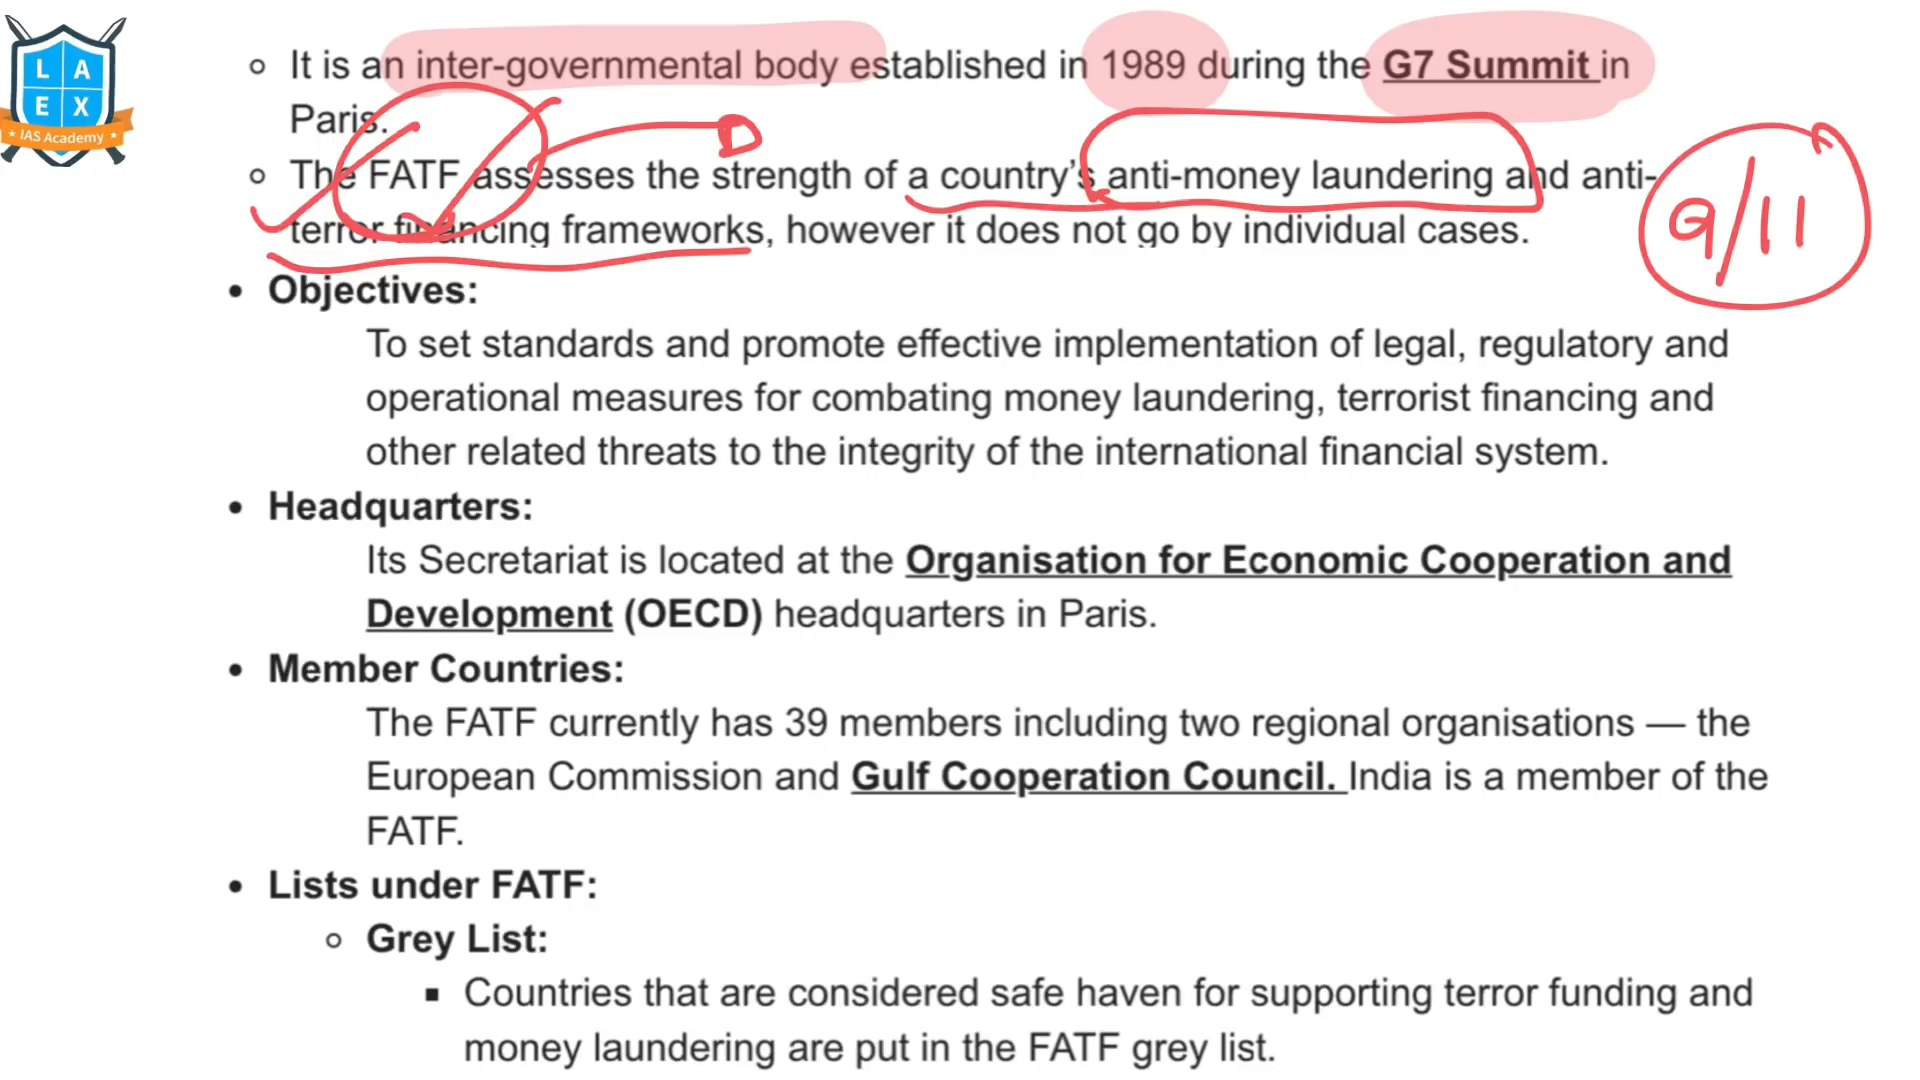 L A
E X
IAS Academy
It is an inter-governmental body established in 1989 during the G7 Summit in
Paris.
The FATF assesses the strength of a country's anti-money laundering and anti-
terror financing frameworks, however it does not go by individual cases.
9/11
Objectives:
To set standards and promote effective implementation of legal, regulatory and
operational measures for combating money laundering, terrorist financing and
other related threats to the integrity of the international financial system.
Headquarters:
Its Secretariat is located at the Organisation for Economic Cooperation and
Development (OECD) headquarters in Paris.
Member Countries:
The FATF currently has 39 members including two regional organisations — the
European Commission and Gulf Cooperation Council. India is a member of the
FATF.
Lists under FATF:
Grey List:
Countries that are considered safe haven for supporting terror funding and
money laundering are put in the FATF grey list.